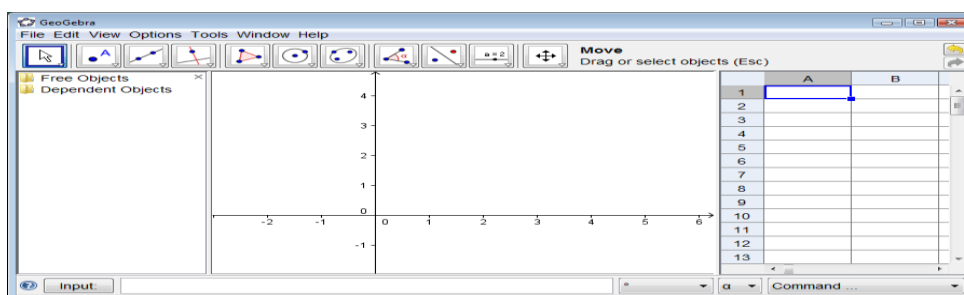 GeoGebra
File Edit View Options Tools Window Help
A
α
a = 2
Move
Drag or select objects (Esc)
Free Objects
Dependent Objects
4
3
2
1
0
-1
-2 -1 0 1 2 3 4 5 6
A B
1
2
3
4
5
6
7
8
9
10
11
12
13
Input:
°
α
Command ...